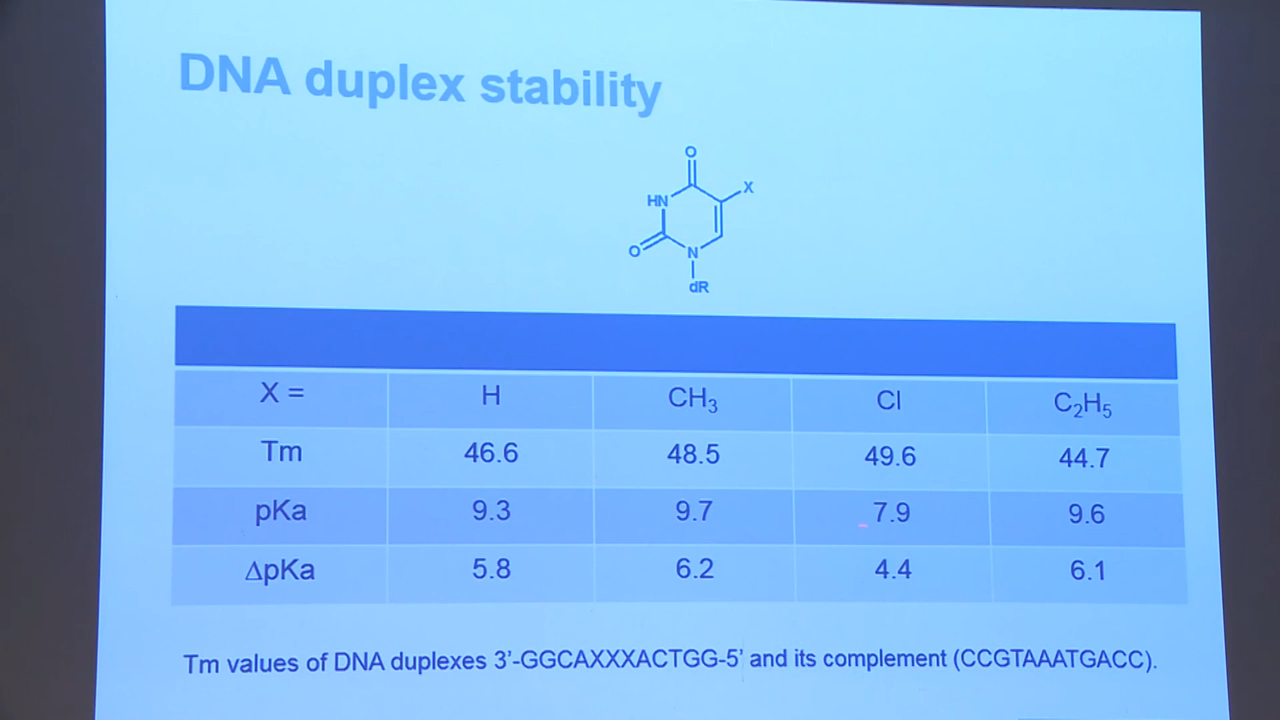 DNA duplex stability
O
X
HN
O
N
dR
X = H CH₃ Cl C₂H₅
Tm 46.6 48.5 49.6 44.7
pKa 9.3 9.7 7.9 9.6
ΔpKa 5.8 6.2 4.4 6.1
Tm values of DNA duplexes 3’-GGCAXXXACTGG-5’ and its complement (CCGTAAATGACC).